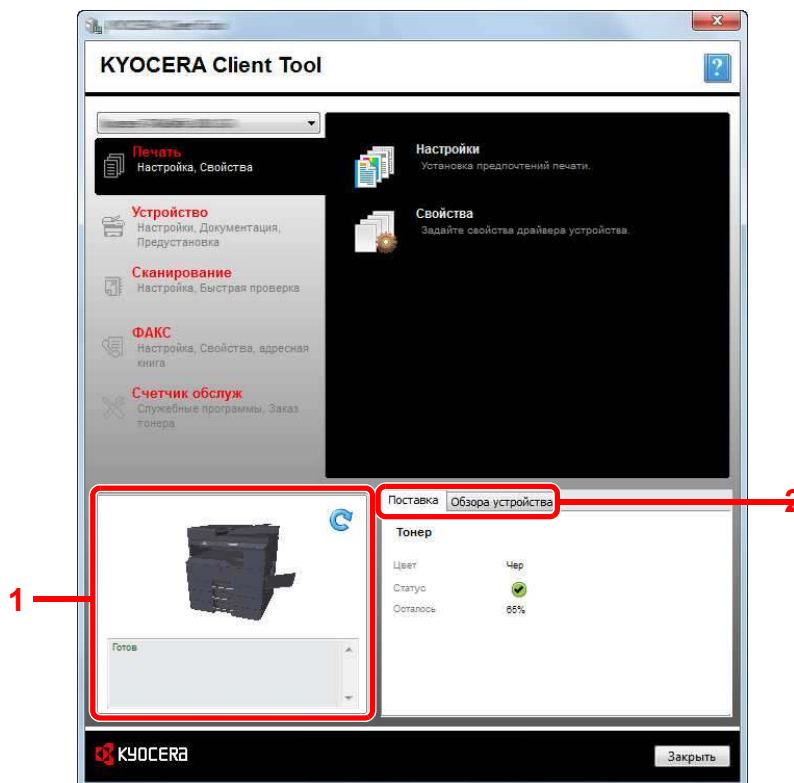 KYOCERA Client Tool
?
Печать
Настройка, Свойства
Устройство
Настройки, Документация,
Предустановка
Сканирование
Настройка, Быстрая проверка
ФАКС
Настройка, Свойства, адресная
книга
Счетчик обслуж
Служебные программы, Заказ
тонера
Настройки
Установка предпочтений печати.
Свойства
Задайте свойства драйвера устройства.
1
Готов
Поставка Обзора устройства
2
Тонер
Цвет Чер
Статус
Осталось 65%
KYOCERA
Закрыть